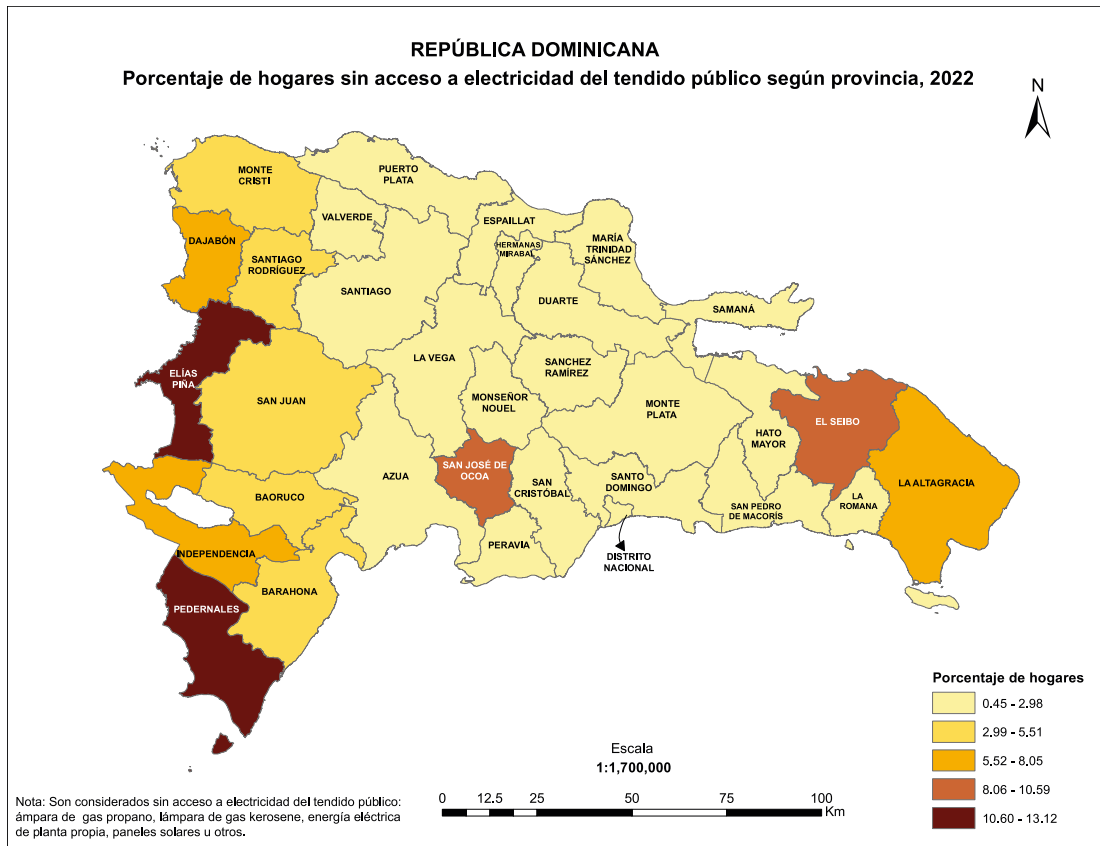 REPÚBLICA DOMINICANA
Porcentaje de hogares sin acceso a electricidad del tendido público según provincia, 2022
N
MONTE
CRISTI
PUERTO
PLATA
VALVERDE
ESPAILLAT
DAJABÓN
HERMANAS
MIRABAL
MARÍA
TRINIDAD
SÁNCHEZ
SANTIAGO
RODRÍGUEZ
SANTIAGO
DUARTE
SAMANÁ
LA VEGA
SANCHEZ
RAMÍREZ
ELÍAS
PIÑA
SAN JUAN
MONSEÑOR
NOUEL
MONTE
PLATA
HATO
MAYOR
EL SEIBO
SAN JOSÉ DE
OCOA
AZUA
SAN
CRISTÓBAL
SANTO
DOMINGO
LA ALTAGRACIA
BAORUCO
SAN PEDRO
DE MACORÍS
LA
ROMANA
PERAVIA
INDEPENDENCIA
DISTRITO
NACIONAL
BARAHONA
PEDERNALES
Porcentaje de hogares
0.45 - 2.98
2.99 - 5.51
5.52 - 8.05
8.06 - 10.59
10.60 - 13.12
Escala
1:1,700,000
0 12.5 25 50 75 100
Km
Nota: Son considerados sin acceso a electricidad del tendido público:
ámpara de gas propano, lámpara de gas kerosene, energía eléctrica
de planta propia, paneles solares u otros.